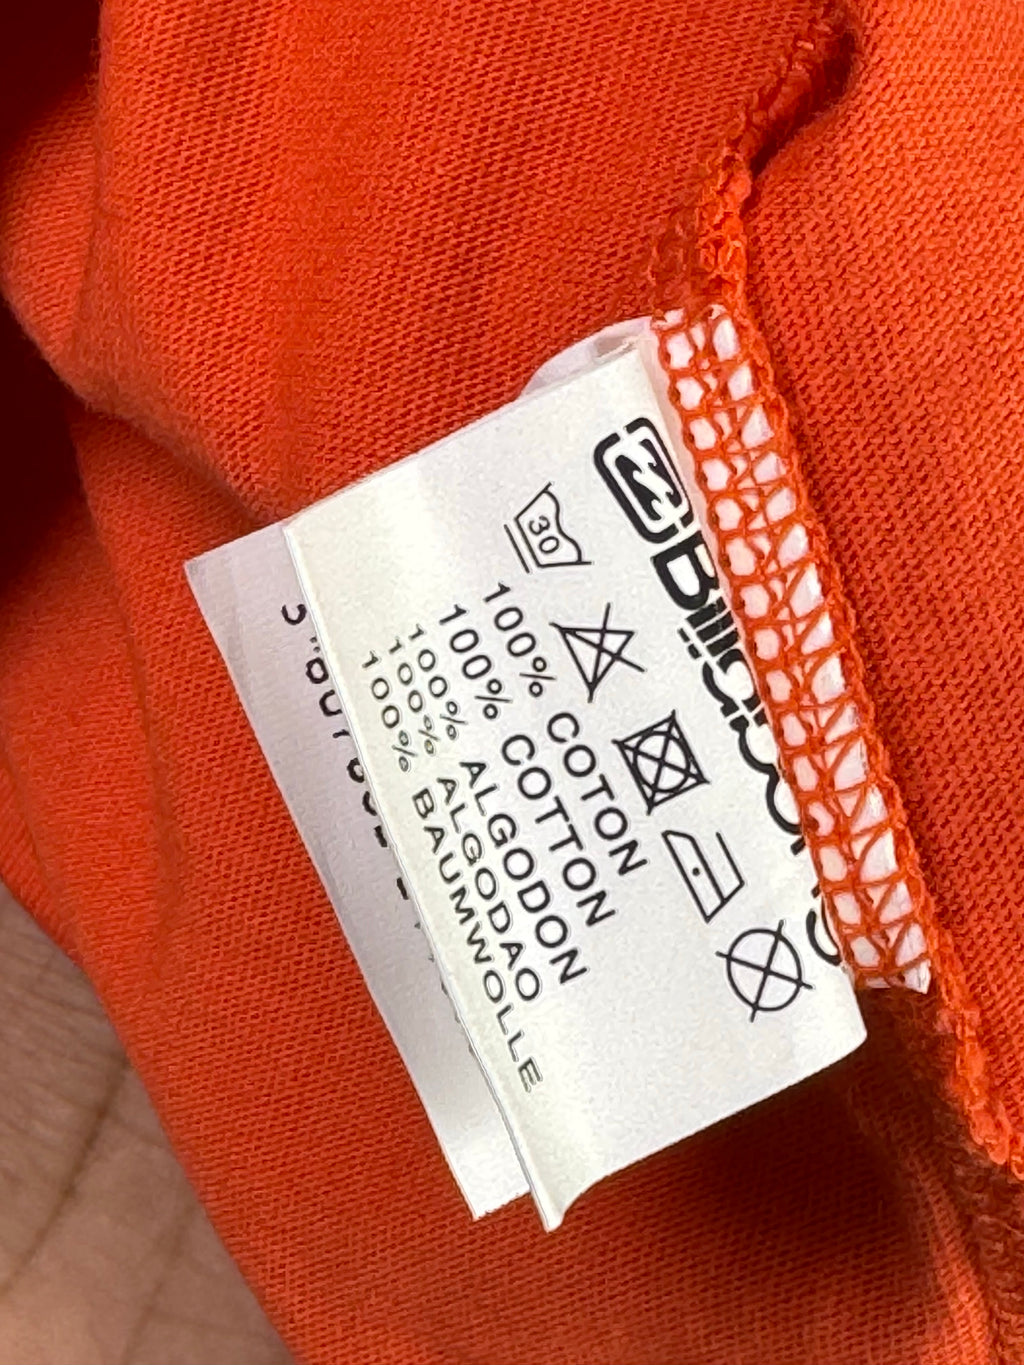 Billabong
30
100% COTON
100% COTTON
100% ALGODON
100% ALGODAO
100% BAUMWOLLE